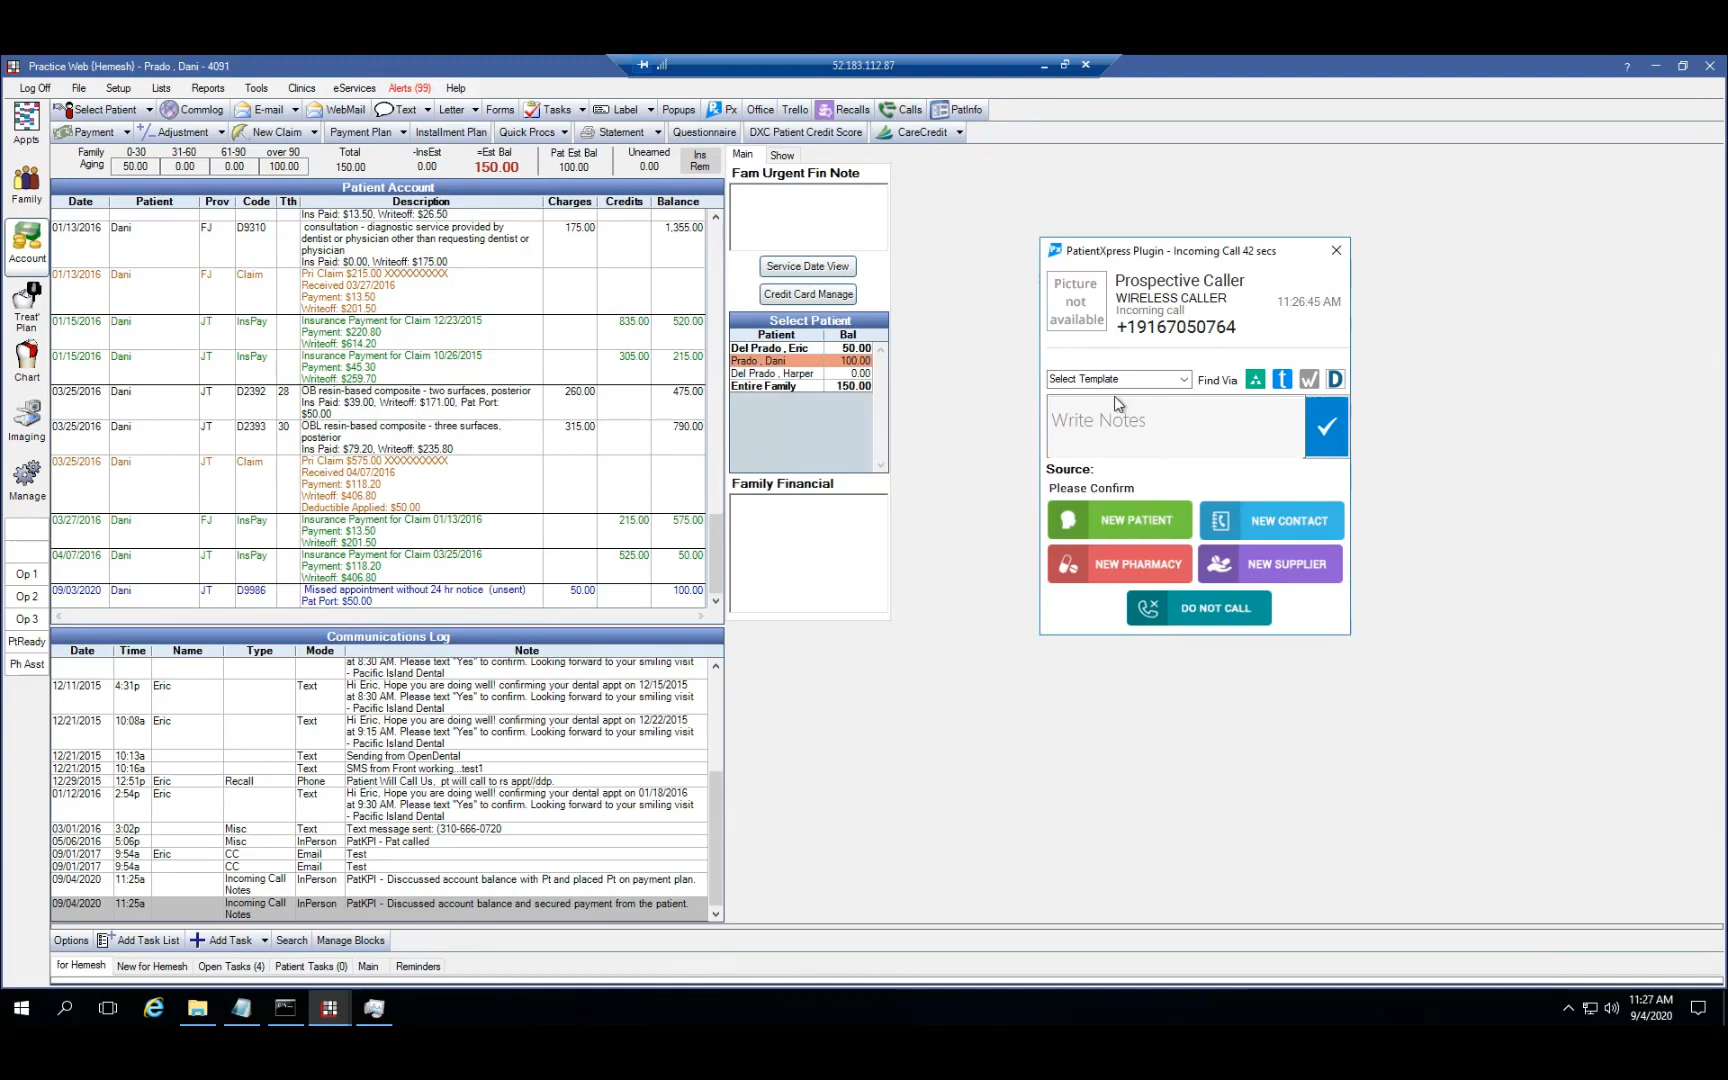 Practice Web {Hemesh} - Prado , Dani - 4091
52.183.112.87
Log Off File Setup Lists Reports Tools Clinics eServices Alerts (99) Help
Select Patient Commlog E-mail WebMail Text Letter Forms Tasks Label Popups Rx Office Trello Recalls Calls PatInfo
Payment Adjustment New Claim Payment Plan Installment Plan Quick Procs Statement Questionnaire DXC Patient Credit Score CareCredit
Appts
Family
Account
Treat' Plan
Chart
Imaging
Manage
Op 1
Op 2
Op 3
PtReady
Ph Asst
Family Aging 0-30 31-60 61-90 over 90 Total -InsEst =Est Bal Pat Est Bal Unearned Ins Rem
50.00 0.00 0.00 100.00 150.00 0.00 150.00 100.00 0.00
Patient Account
Date Patient Prov Code Tth Description Charges Credits Balance
Ins Paid: $13.50, Writeoff: $26.50
01/13/2016 Dani FJ D9310 consultation - diagnostic service provided by 175.00 1,355.00
dentist or physician other than requesting dentist or
physician
Ins Paid: $0.00, Writeoff: $175.00
01/13/2016 Dani FJ Claim Pri Claim $215.00 XXXXXXXXXX
Received 03/27/2016
Payment: $13.50
Writeoff: $201.50
01/15/2016 Dani JT InsPay Insurance Payment for Claim 12/23/2015 835.00 520.00
Payment: $220.80
Writeoff: $614.20
01/15/2016 Dani JT InsPay Insurance Payment for Claim 10/26/2015 305.00 215.00
Payment: $45.30
Writeoff: $259.70
03/25/2016 Dani JT D2392 28 OB resin-based composite - two surfaces, posterior 260.00 475.00
Ins Paid: $39.00, Writeoff: $171.00, Pat Port:
$50.00
03/25/2016 Dani JT D2393 30 OBL resin-based composite - three surfaces, 315.00 790.00
posterior
Ins Paid: $79.20, Writeoff: $235.80
03/25/2016 Dani JT Claim Pri Claim $575.00 XXXXXXXXXX
Received 04/07/2016
Payment: $118.20
Writeoff: $406.80
Deductible Applied: $50.00
03/27/2016 Dani FJ InsPay Insurance Payment for Claim 01/13/2016 215.00 575.00
Payment: $13.50
Writeoff: $201.50
04/07/2016 Dani JT InsPay Insurance Payment for Claim 03/25/2016 525.00 50.00
Payment: $118.20
Writeoff: $406.80
09/03/2020 Dani JT D9986 Missed appointment without 24 hr notice (unsent) 50.00 100.00
Pat Port: $50.00
Communications Log
Date Time Name Type Mode Note
at 8:30 AM. Please text "Yes" to confirm. Looking forward to your smiling visit
- Pacific Island Dental
12/11/2015 4:31p Eric Text Hi Eric, Hope you are doing well! confirming your dental appt on 12/15/2015
at 8:30 AM. Please text "Yes" to confirm. Looking forward to your smiling visit
- Pacific Island Dental
12/21/2015 10:08a Eric Text Hi Eric, Hope you are doing well! confirming your dental appt on 12/22/2015
at 9:15 AM. Please text "Yes" to confirm. Looking forward to your smiling visit
- Pacific Island Dental
12/21/2015 10:13a Text Sending from OpenDental
12/21/2015 10:16a Text SMS from Front working...test1
12/29/2015 12:51p Eric Recall Phone Patient Will Call Us, pt will call to rs appt//ddp.
01/12/2016 2:54p Eric Text Hi Eric, Hope you are doing well! confirming your dental appt on 01/18/2016
at 9:30 AM. Please text "Yes" to confirm. Looking forward to your smiling visit
- Pacific Island Dental
03/01/2016 3:02p Misc Text Text message sent: (310-666-0720
05/06/2016 5:06p Misc InPerson PatKPI - Pat called
09/01/2017 9:54a Eric CC Email Test
09/01/2017 9:54a CC Email Test
09/04/2020 11:25a Incoming Call InPerson PatKPI - Disccussed account balance with Pt and placed Pt on payment plan.
Notes
09/04/2020 11:25a Incoming Call InPerson PatKPI - Discussed account balance and secured payment from the patient.
Notes
Options Add Task List Add Task Search Manage Blocks
for Hemesh New for Hemesh Open Tasks (4) Patient Tasks (0) Main Reminders
Main Show
Fam Urgent Fin Note
Service Date View
Credit Card Manage
Select Patient
Patient Bal
Del Prado , Eric 50.00
Prado , Dani 100.00
Del Prado , Harper 0.00
Entire Family 150.00
Family Financial
Px PatientXpress Plugin - Incoming Call 42 secs
Picture not available
Prospective Caller
WIRELESS CALLER
Incoming call
+19167050764
11:26:45 AM
Select Template Find Via t W D
Write Notes
Source:
Please Confirm
NEW PATIENT NEW CONTACT
NEW PHARMACY NEW SUPPLIER
DO NOT CALL
11:27 AM
9/4/2020